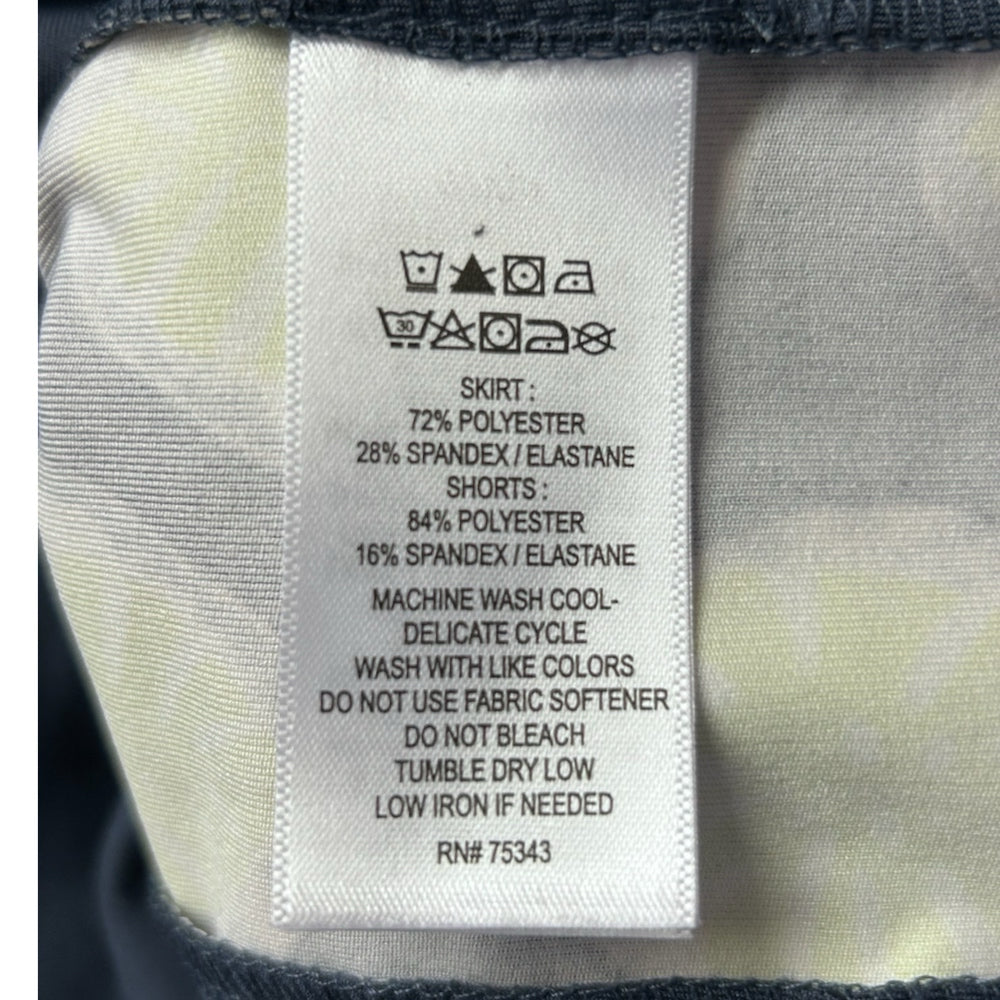 30
SKIRT :
72% POLYESTER
28% SPANDEX / ELASTANE
SHORTS :
84% POLYESTER
16% SPANDEX / ELASTANE
MACHINE WASH COOL-
DELICATE CYCLE
WASH WITH LIKE COLORS
DO NOT USE FABRIC SOFTENER
DO NOT BLEACH
TUMBLE DRY LOW
LOW IRON IF NEEDED
RN# 75343